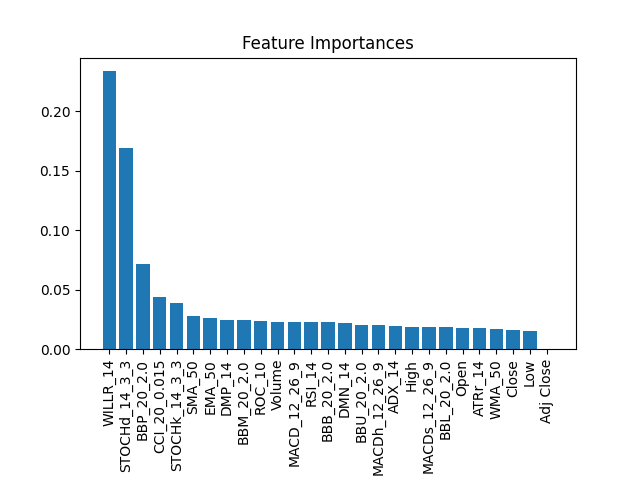 Feature Importances
0.20
0.15
0.10
0.05
0.00
WILLR_14
STOCHd_14_3_3
BBP_20_2.0
CCI_20_0.015
STOCHk_14_3_3
SMA_50
EMA_50
DMP_14
BBM_20_2.0
ROC_10
Volume
MACD_12_26_9
RSI_14
BBB_20_2.0
DMN_14
BBU_20_2.0
MACDh_12_26_9
ADX_14
High
MACDs_12_26_9
BBL_20_2.0
Open
ATRr_14
WMA_50
Close
Low
Adj Close